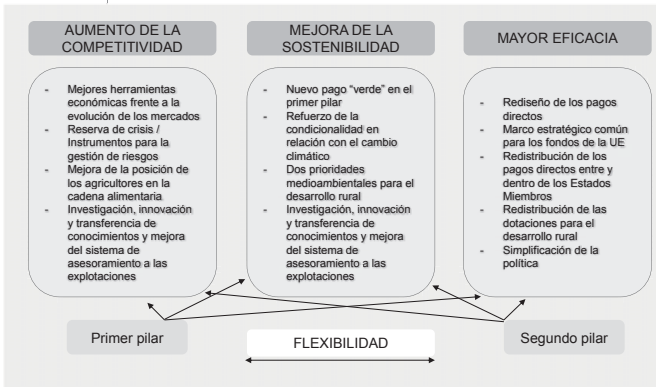 AUMENTO DE LA
COMPETITIVIDAD
MEJORA DE LA
SOSTENIBILIDAD
MAYOR EFICACIA
- Mejores herramientas
económicas frente a la
evolución de los mercados
- Reserva de crisis /
Instrumentos para la
gestión de riesgos
- Mejora de la posición de
los agricultores en la
cadena alimentaria
- Investigación, innovación
y transferencia de
conocimientos y mejora
del sistema de
asesoramiento a las
explotaciones
- Nuevo pago "verde" en el
primer pilar
- Refuerzo de la
condicionalidad en
relación con el cambio
climático
- Dos prioridades
medioambientales para el
desarrollo rural
- Investigación, innovación
y transferencia de
conocimientos y mejora
del sistema de
asesoramiento a las
explotaciones
- Rediseño de los pagos
directos
- Marco estratégico común
para los fondos de la UE
- Redistribución de los
pagos directos entre y
dentro de los Estados
Miembros
- Redistribución de las
dotaciones para el
desarrollo rural
- Simplificación de la
política
Primer pilar
FLEXIBILIDAD
Segundo pilar